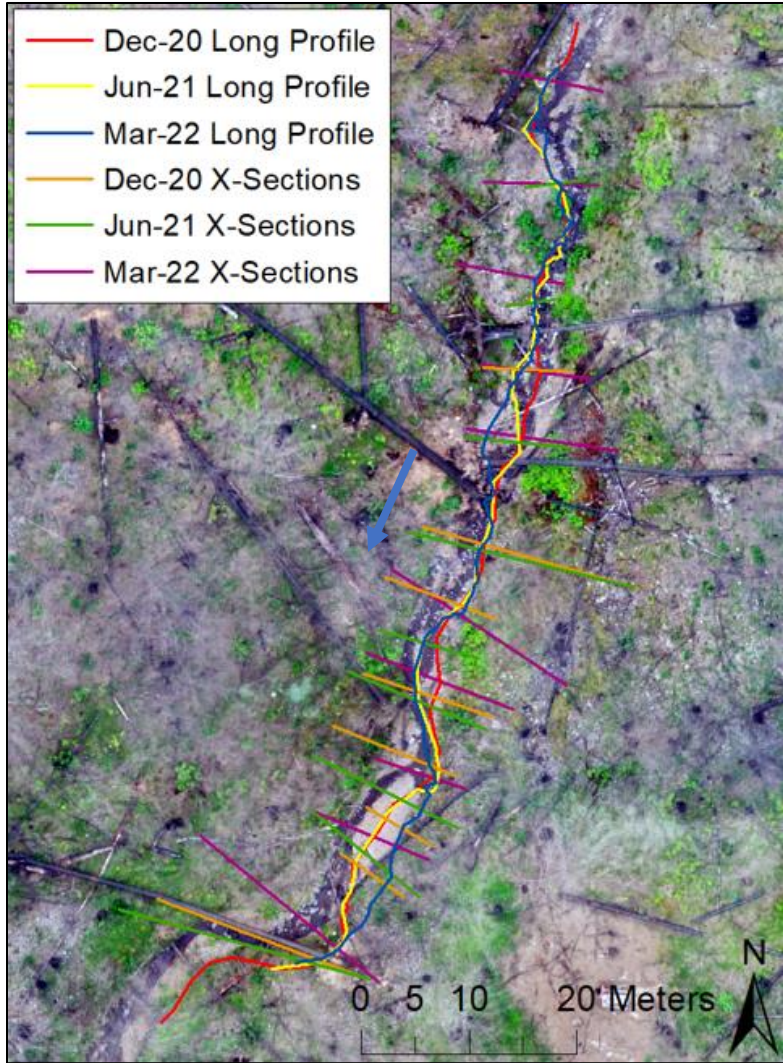 Dec-20 Long Profile
Jun-21 Long Profile
Mar-22 Long Profile
Dec-20 X-Sections
Jun-21 X-Sections
Mar-22 X-Sections
N
0 5 10 20 Meters